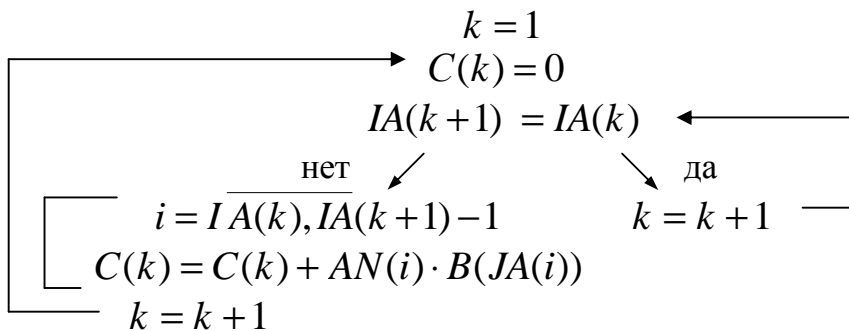 k = 1
C(k) = 0
IA(k+1) = IA(k)
нет да
i = IA(k), IA(k+1) − 1 k = k + 1
C(k) = C(k) + AN(i) · B(JA(i))
k = k + 1